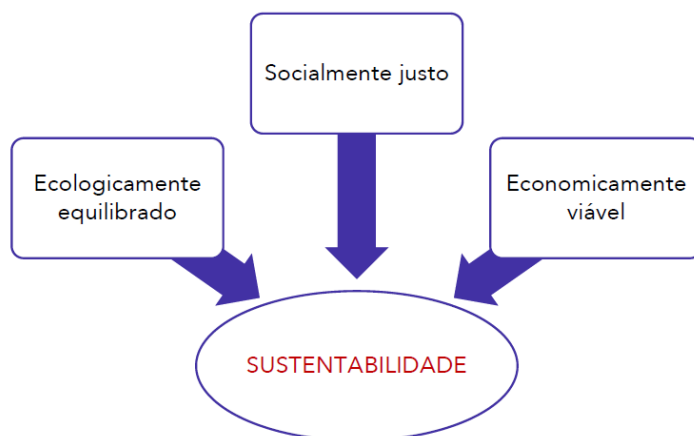 Socialmente justo
Ecologicamente
equilibrado
Economicamente
viável
SUSTENTABILIDADE